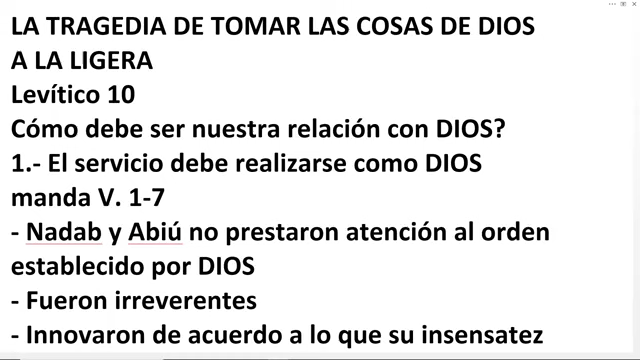 LA TRAGEDIA DE TOMAR LAS COSAS DE DIOS
A LA LIGERA
Levítico 10
Cómo debe ser nuestra relación con DIOS?
1.- El servicio debe realizarse como DIOS
manda V. 1-7
- Nadab y Abiú no prestaron atención al orden
establecido por DIOS
- Fueron irreverentes
- Innovaron de acuerdo a lo que su insensatez